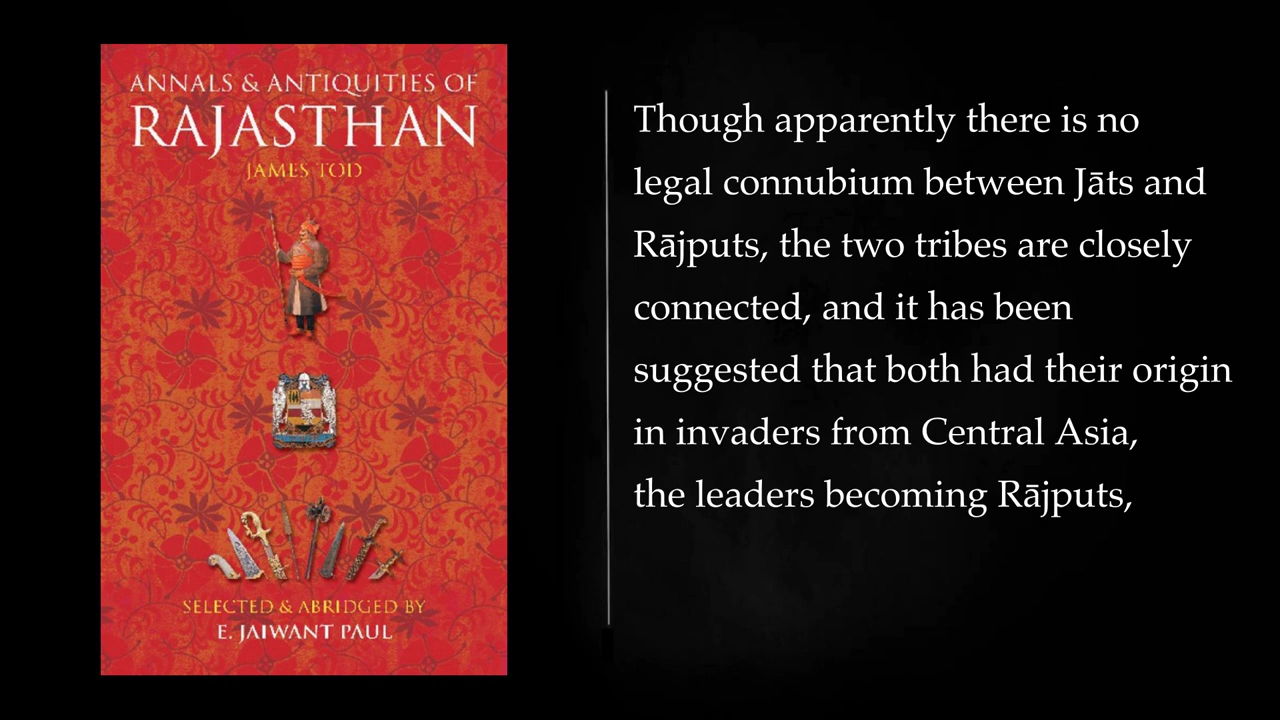 ANNALS & ANTIQUITIES OF
RAJASTHAN
JAMES TOD
SELECTED & ABRIDGED BY
E. JAIWANT PAUL
Though apparently there is no
legal connubium between Jāts and
Rājputs, the two tribes are closely
connected, and it has been
suggested that both had their origin
in invaders from Central Asia,
the leaders becoming Rājputs,